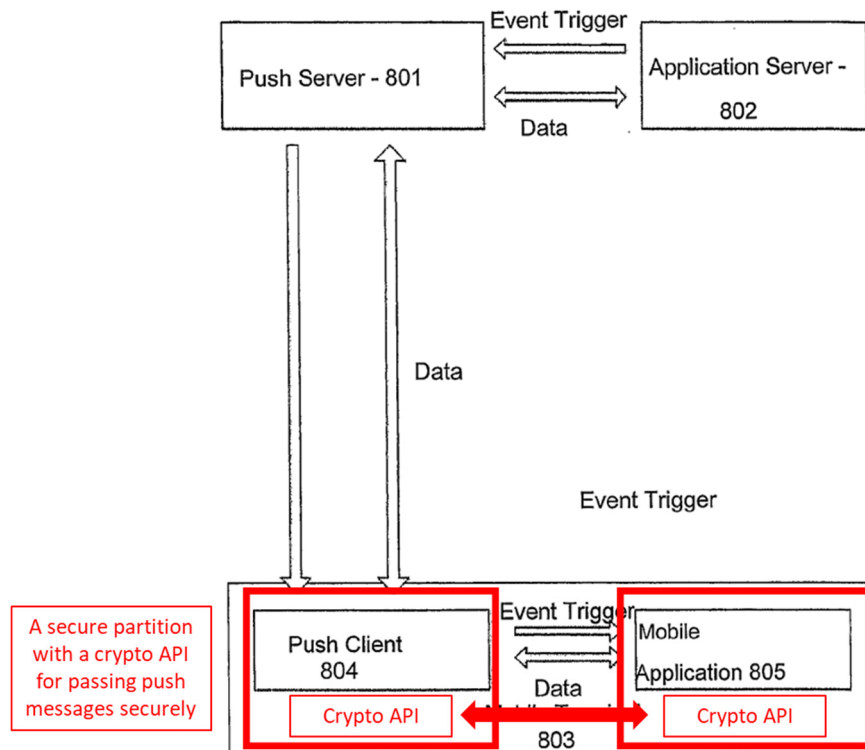 Event Trigger
Push Server - 801
Application Server -
802
Data
Data
Event Trigger
A secure partition
with a crypto API
for passing push
messages securely
Event Trigger
Push Client
804
Mobile
Application 805
Data
Crypto API
Crypto API
803